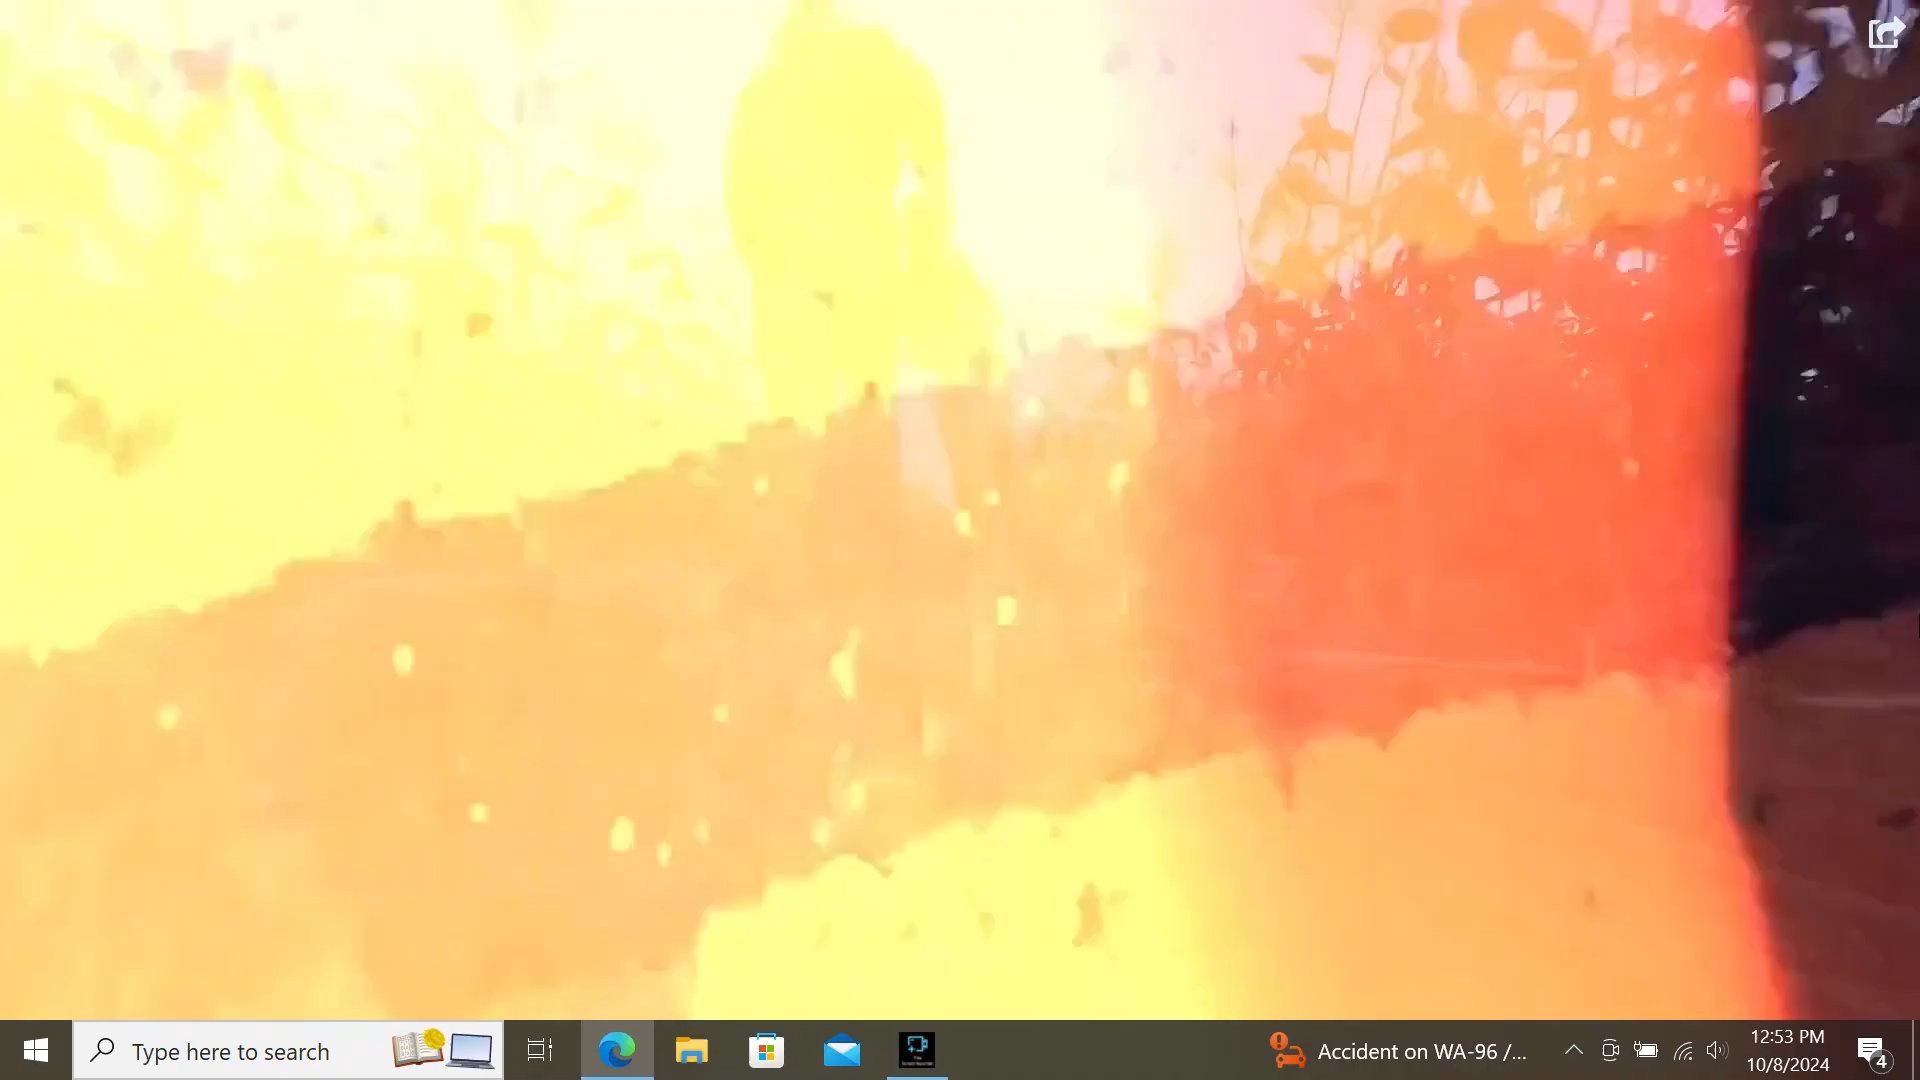 Type here to search
Accident on WA-96 /...
12:53 PM
10/8/2024
4